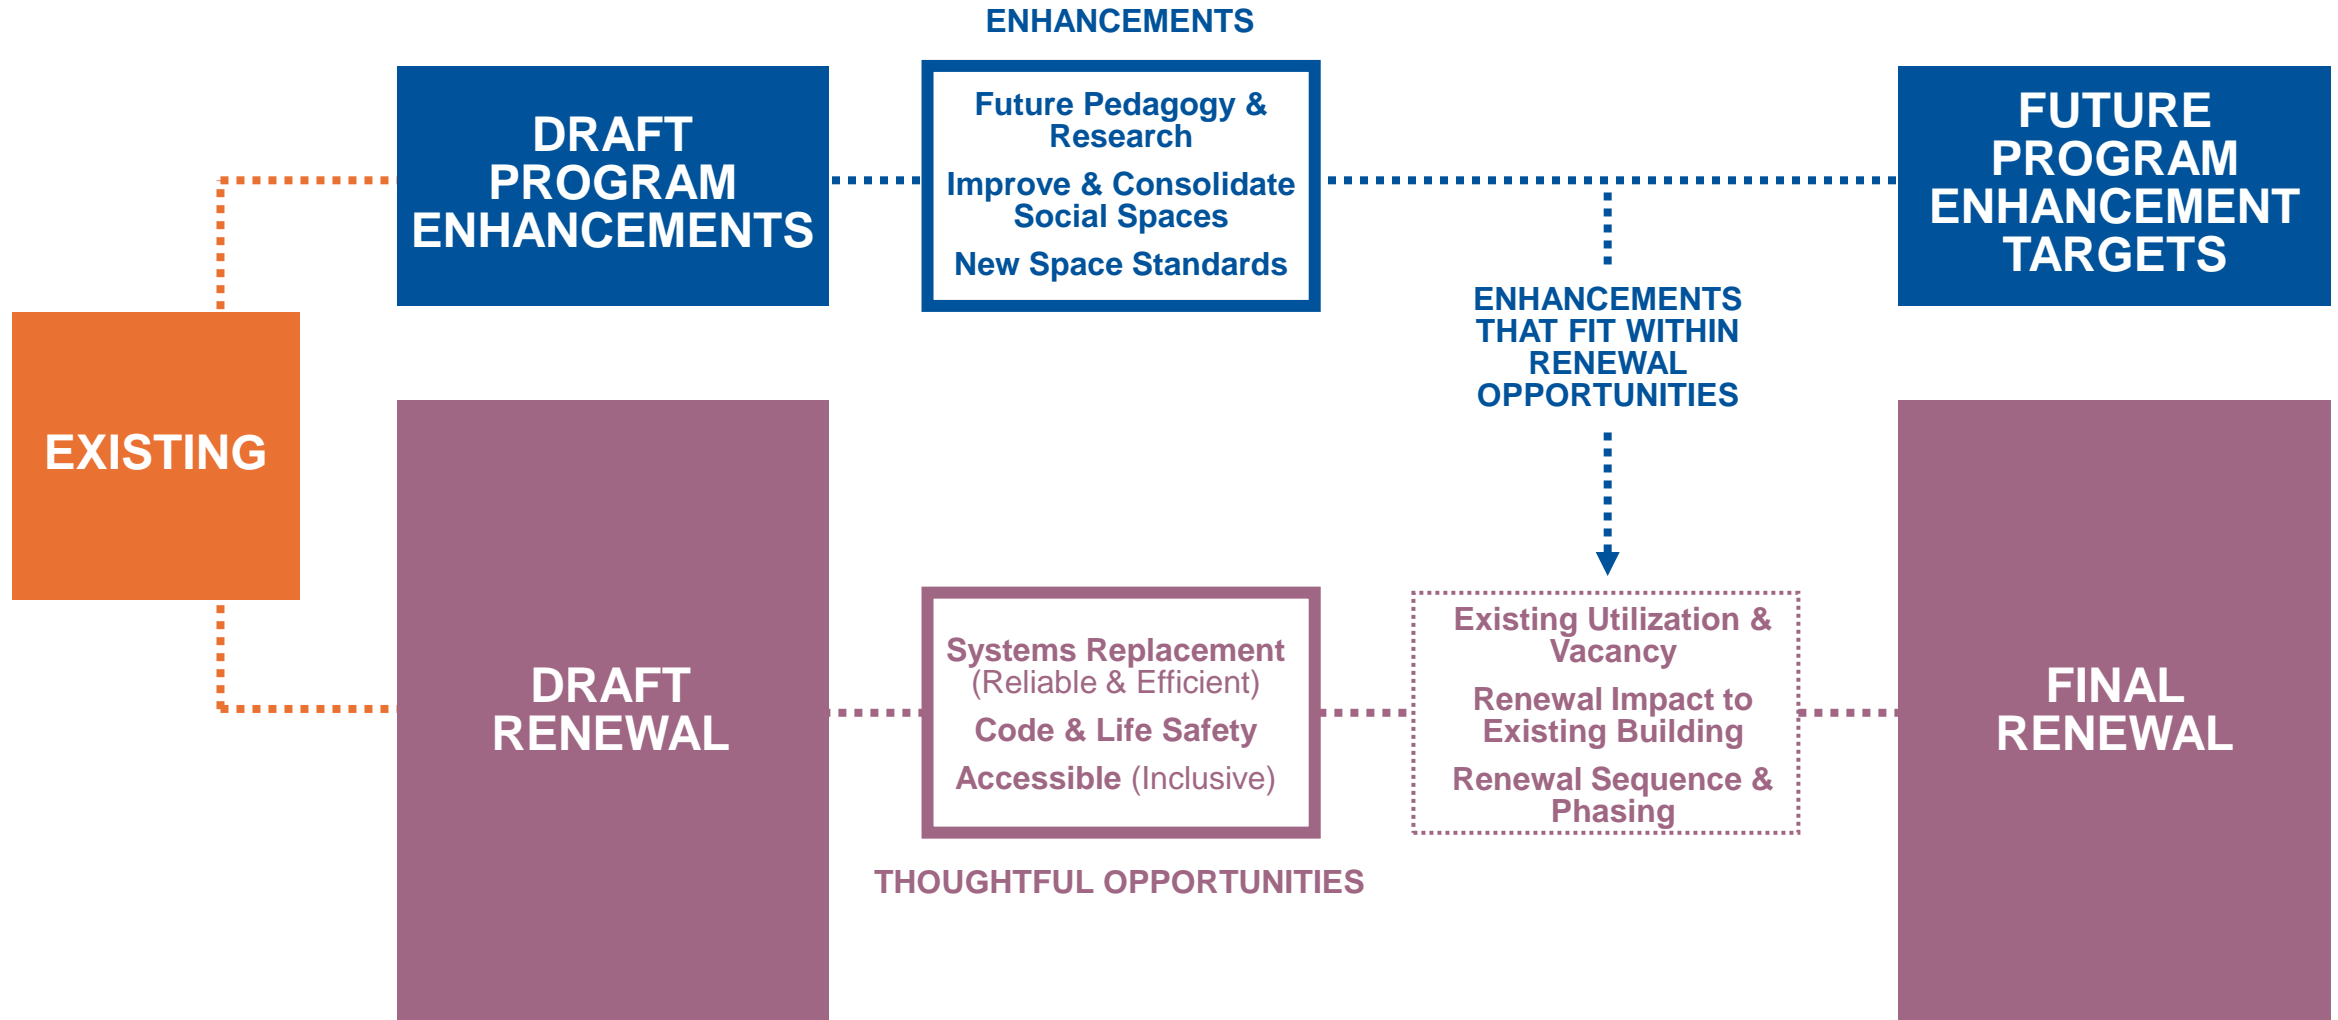 ENHANCEMENTS
DRAFT
PROGRAM
ENHANCEMENTS
Future Pedagogy &
Research
Improve & Consolidate
Social Spaces
New Space Standards
FUTURE
PROGRAM
ENHANCEMENT
TARGETS
ENHANCEMENTS
THAT FIT WITHIN
RENEWAL
OPPORTUNITIES
EXISTING
DRAFT
RENEWAL
Systems Replacement
(Reliable & Efficient)
Code & Life Safety
Accessible (Inclusive)
THOUGHTFUL OPPORTUNITIES
Existing Utilization &
Vacancy
Renewal Impact to
Existing Building
Renewal Sequence &
Phasing
FINAL
RENEWAL